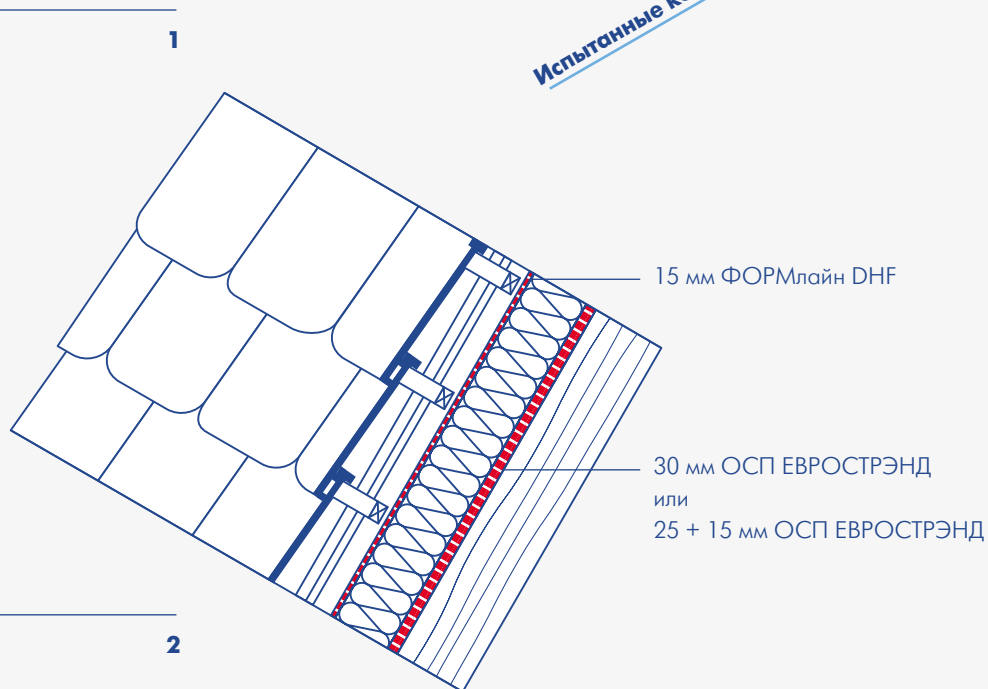 1
Испытанные
15 мм ФОРМлайн DHF
30 мм ОСП ЕВРОСТРЭНД
или
25 + 15 мм ОСП ЕВРОСТРЭНД
2